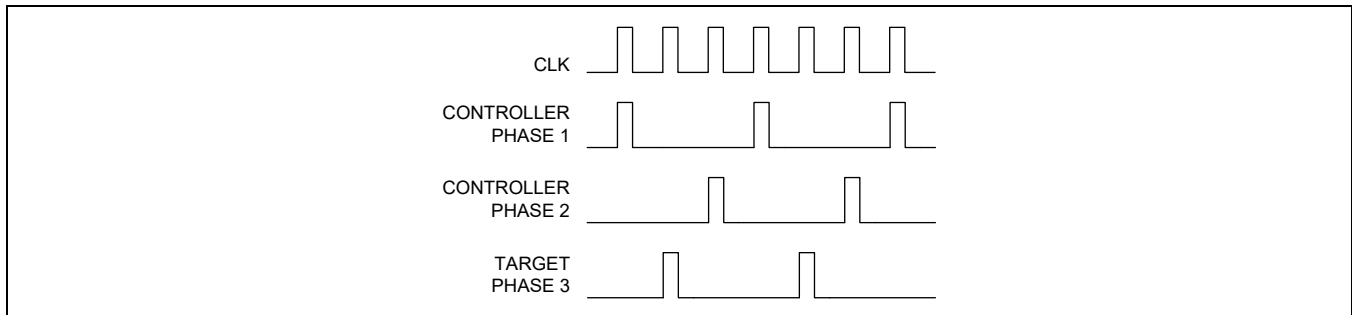 CLK
CONTROLLER
PHASE 1
CONTROLLER
PHASE 2
TARGET
PHASE 3